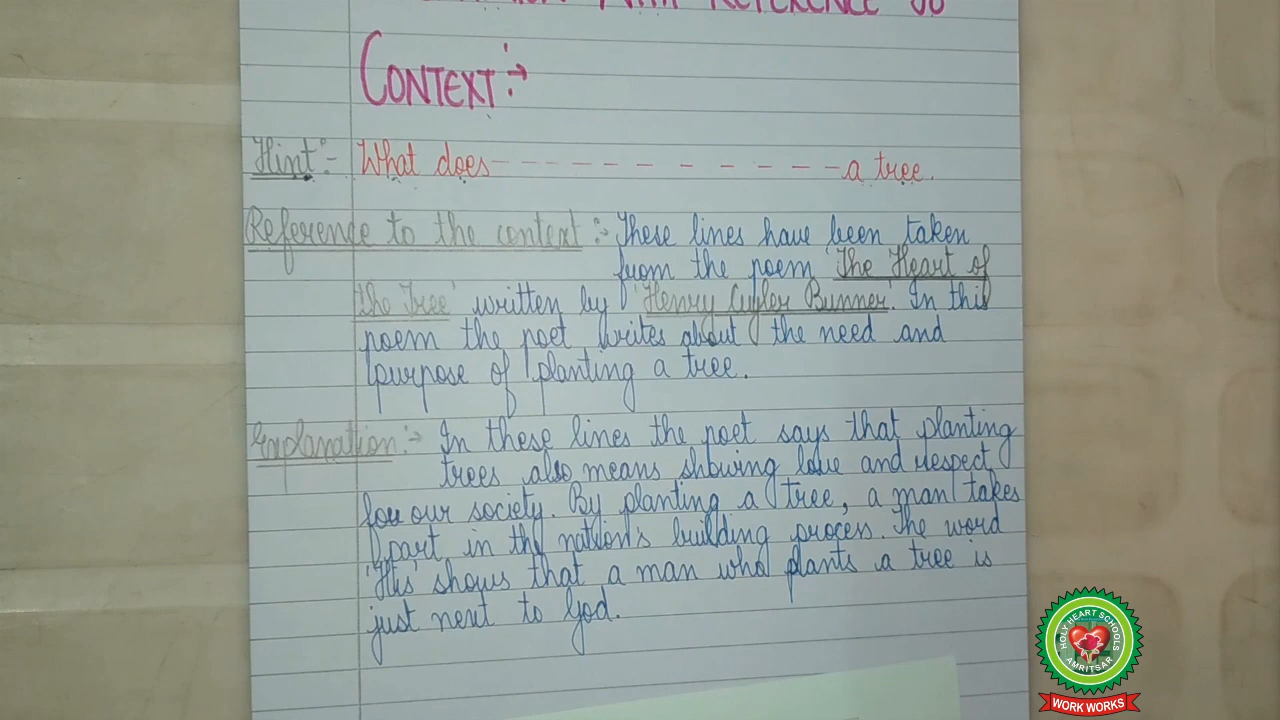 WITH REFERENCE TO
CONTEXT:→
Hint:- What does - - - - - - - - - - - a tree.
Reference to the context:- These lines have been taken
from the poem 'The Heart of
the Tree' written by 'Henry Cuyler Bunner'. In this
poem the poet writes about the need and
purpose of planting a tree.
Explanation:→ In these lines the poet says that planting
trees also means showing love and respect
for our society. By planting a tree, a man takes
part in the nation's building process. The word
'His' shows that a man who plants a tree is
just next to God.
HOLY HEART SCHOOLS
AMRITSAR
WORK WORKS